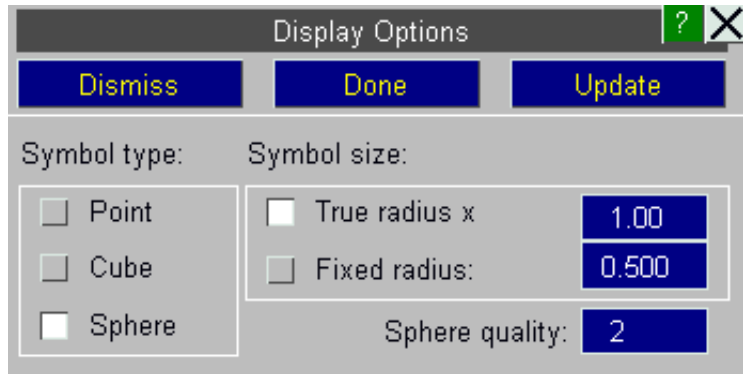 Display Options ? X
Dismiss Done Update
Symbol type: Symbol size:
Point True radius x 1.00
Cube Fixed radius: 0.500
Sphere Sphere quality: 2